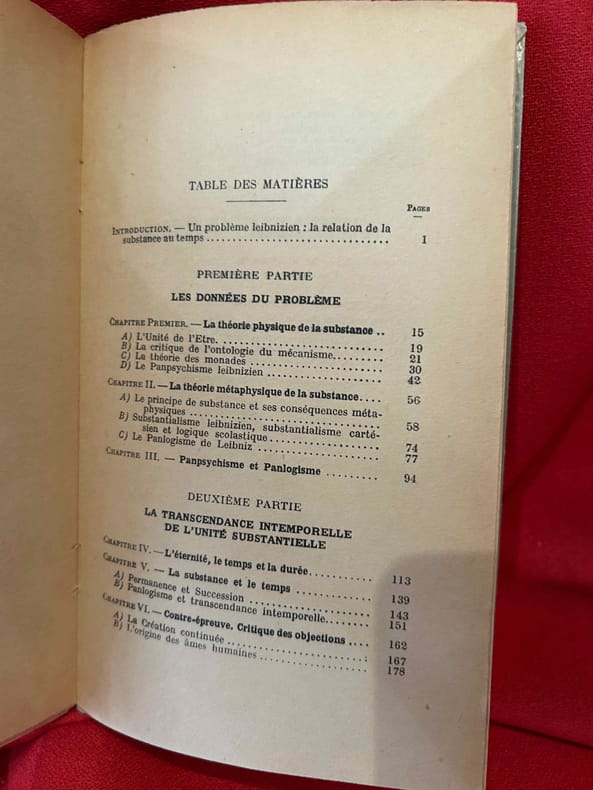 TABLE DES MATIÈRES
PAGES
INTRODUCTION. — Un problème leibnizien : la relation de la
substance au temps ................................ I
PREMIÈRE PARTIE
LES DONNÉES DU PROBLÈME
CHAPITRE PREMIER. — La théorie physique de la substance .. 15
A) L'Unité de l'Etre. .......................... 19
B) La critique de l'ontologie du mécanisme. ........ 21
C) La théorie des monades ...................... 30
D) Le Panpsychisme leibnizien .................. 42
CHAPITRE II. — La théorie métaphysique de la substance.... 56
A) Le principe de substance et ses conséquences méta-
physiques ................................ 58
B) Substantialisme leibnizien, substantialisme carté-
sien et logique scolastique .................. 74
C) Le Panlogisme de Leibniz .................... 77
CHAPITRE III. — Panpsychisme et Panlogisme ......... 94
DEUXIÈME PARTIE
LA TRANSCENDANCE INTEMPORELLE
DE L'UNITÉ SUBSTANTIELLE
CHAPITRE IV. — L'éternité, le temps et la durée. ........... 113
CHAPITRE V. — La substance et le temps .............. 139
A) Permanence et Succession .................... 143
B) Panlogisme et transcendance intemporelle. ....... 151
CHAPITRE VI. — Contre-épreuve. Critique des objections .... 162
A) La Création continuée ...................... : 167
B) L'origine des âmes humaines .................. 178